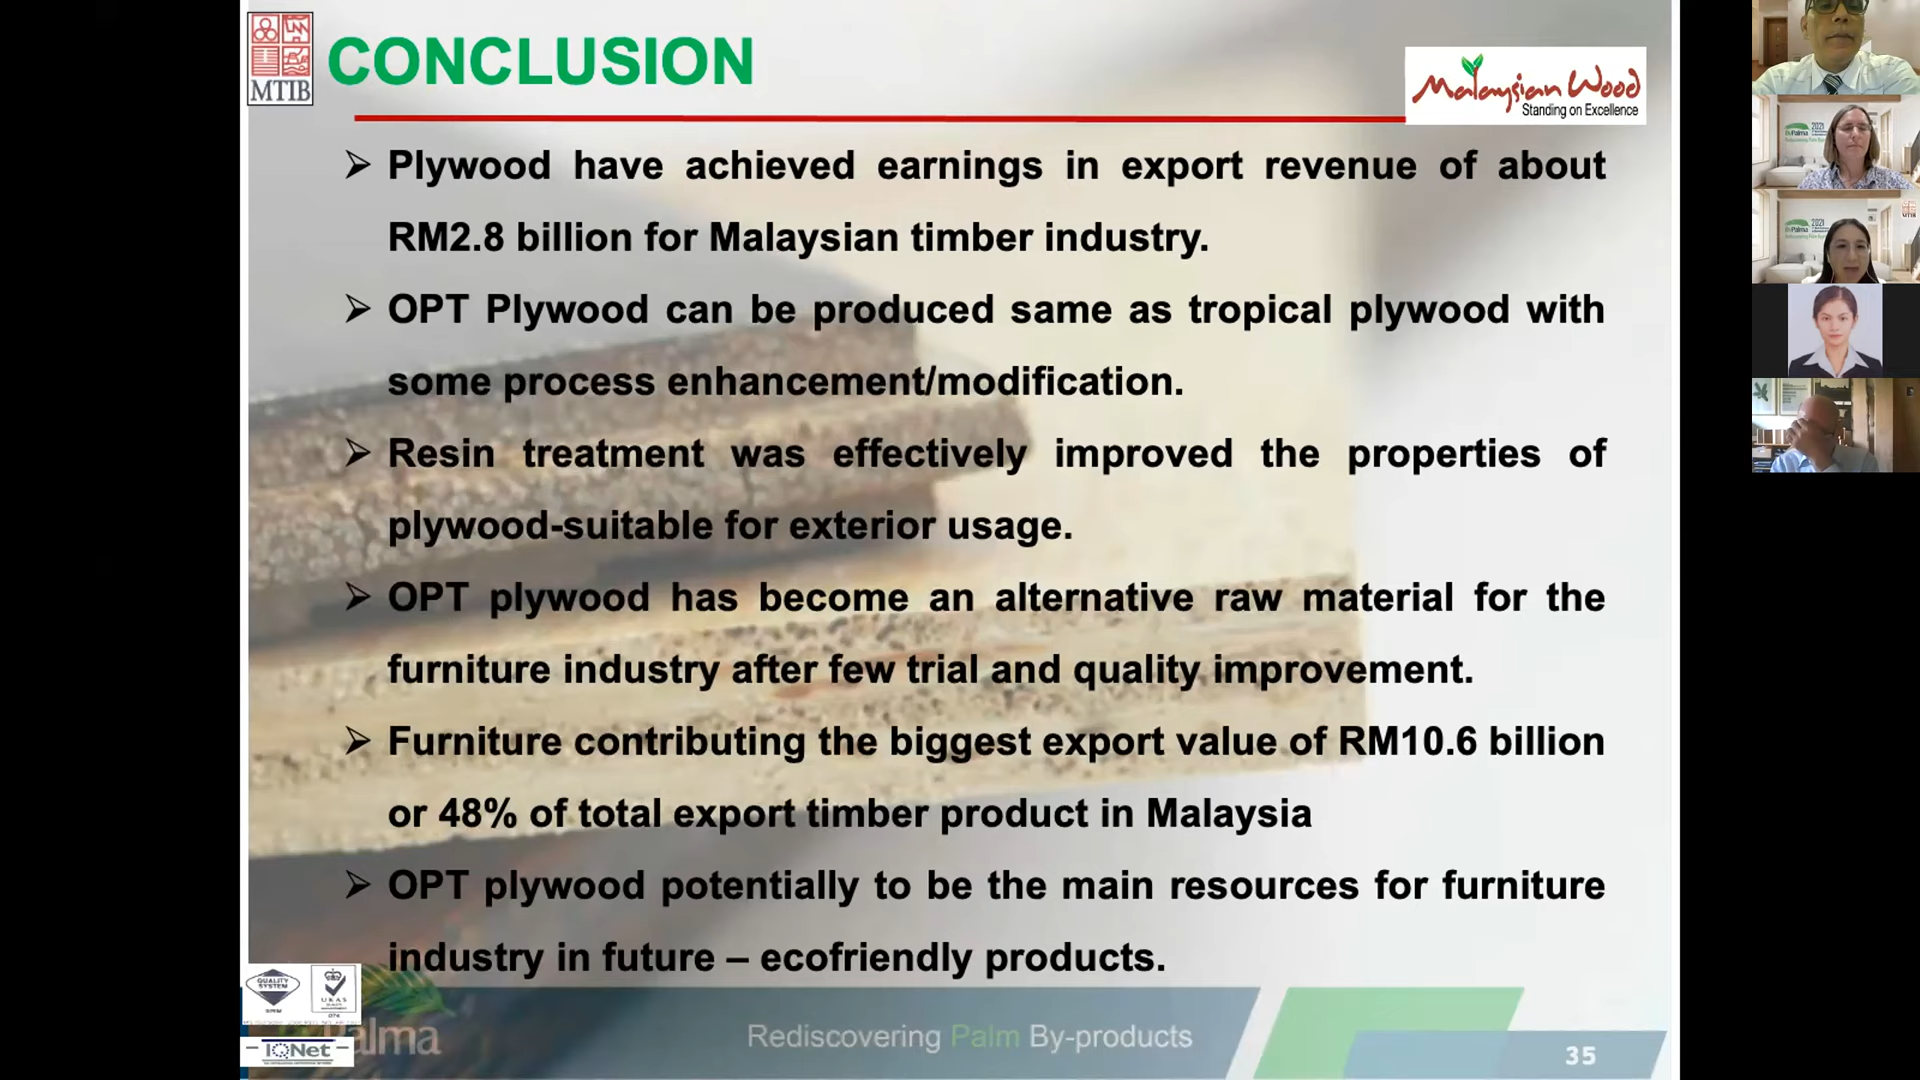 MTIB
CONCLUSION
Malaysian Wood
Standing on Excellence
➢ Plywood have achieved earnings in export revenue of about
RM2.8 billion for Malaysian timber industry.
➢ OPT Plywood can be produced same as tropical plywood with
some process enhancement/modification.
➢ Resin treatment was effectively improved the properties of
plywood-suitable for exterior usage.
➢ OPT plywood has become an alternative raw material for the
furniture industry after few trial and quality improvement.
➢ Furniture contributing the biggest export value of RM10.6 billion
or 48% of total export timber product in Malaysia
➢ OPT plywood potentially to be the main resources for furniture
industry in future – ecofriendly products.
QUALITY
SYSTEM
UKAS
IQNet
Palma
Rediscovering Palm By-products
35
2021
2021